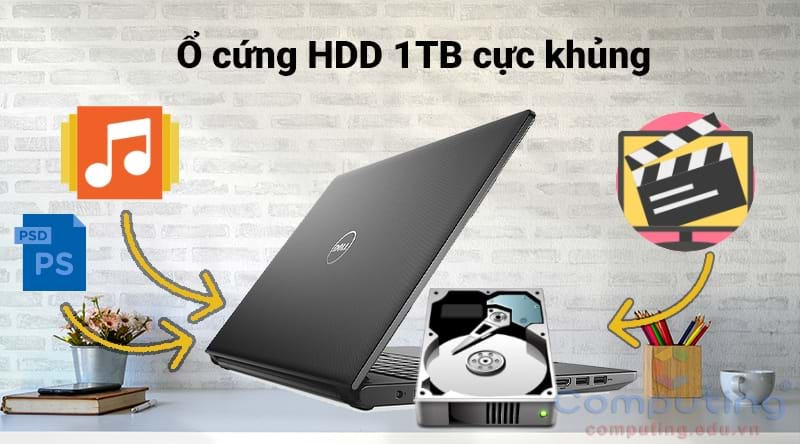 Ổ cứng HDD 1TB cực khủng
PSD
PS
DELL
Computing
computing.edu.vn